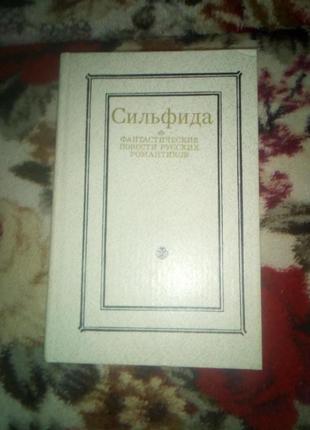 Сильфида
ФАНТАСТИЧЕСКИЕ
ПОВЕСТИ РУССКИХ
РОМАНТИКОВ